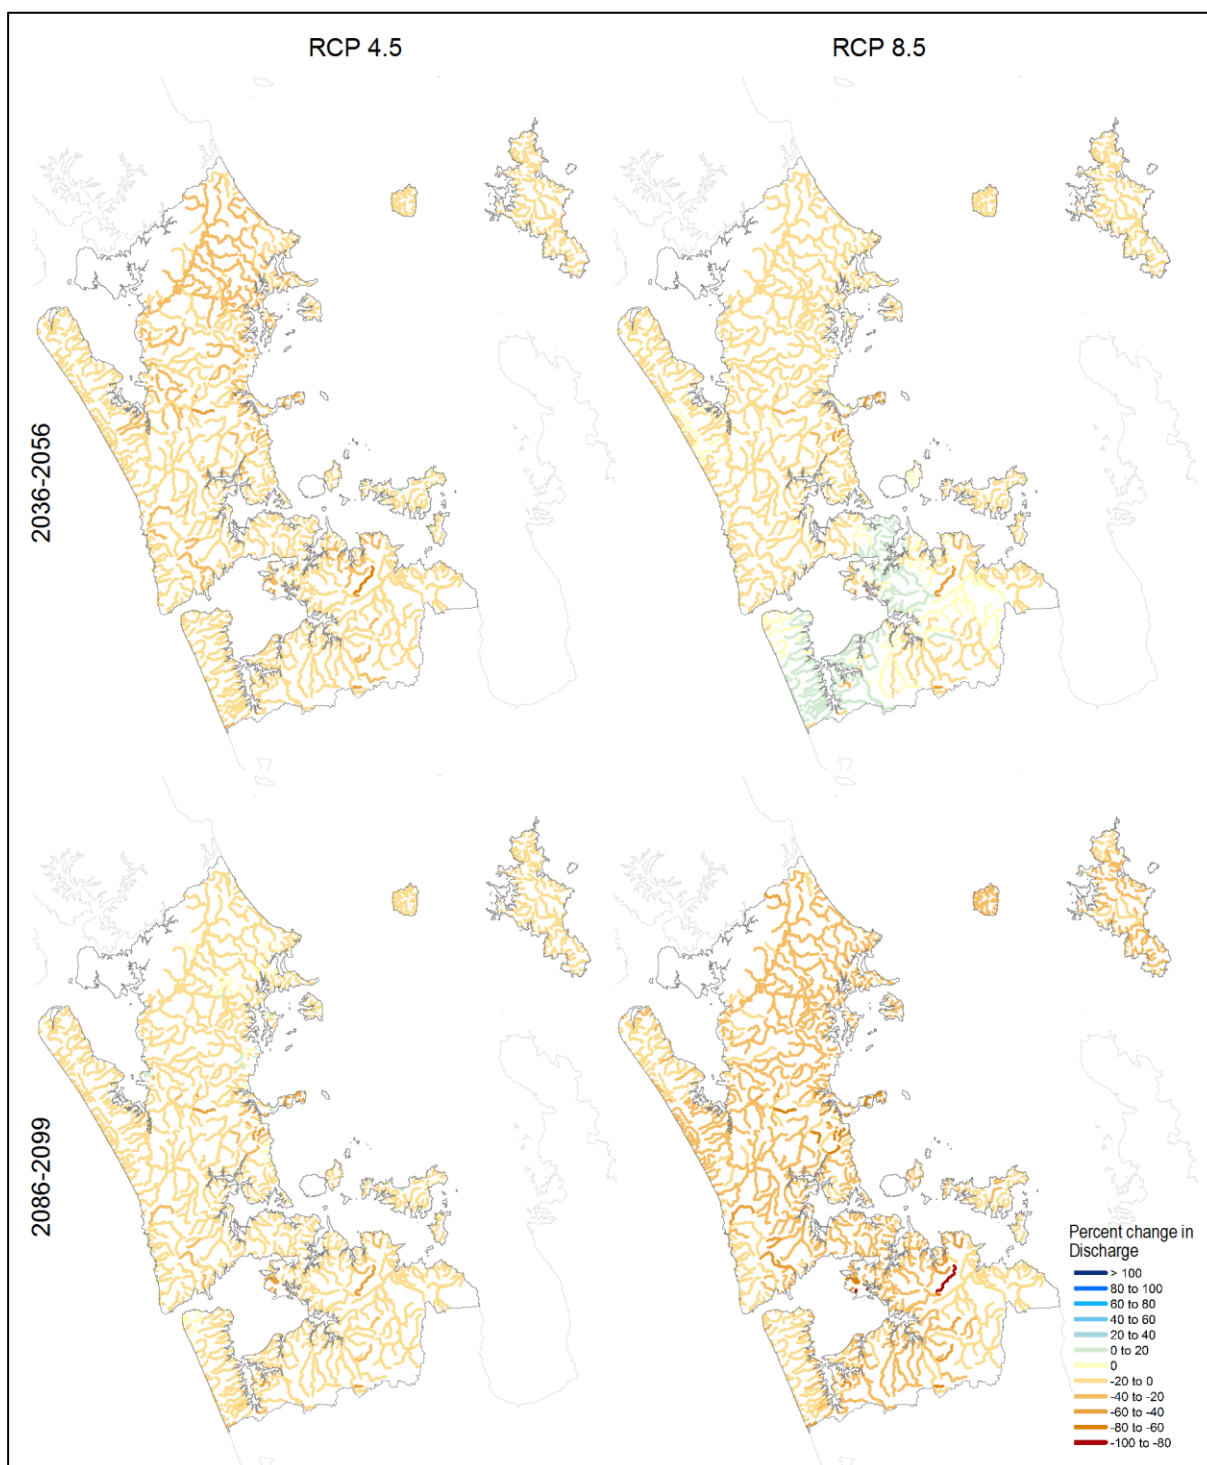 RCP 4.5
RCP 8.5
2036-2056
2086-2099
Percent change in
Discharge
> 100
80 to 100
60 to 80
40 to 60
20 to 40
0 to 20
0
-20 to 0
-40 to -20
-60 to -40
-80 to -60
-100 to -80